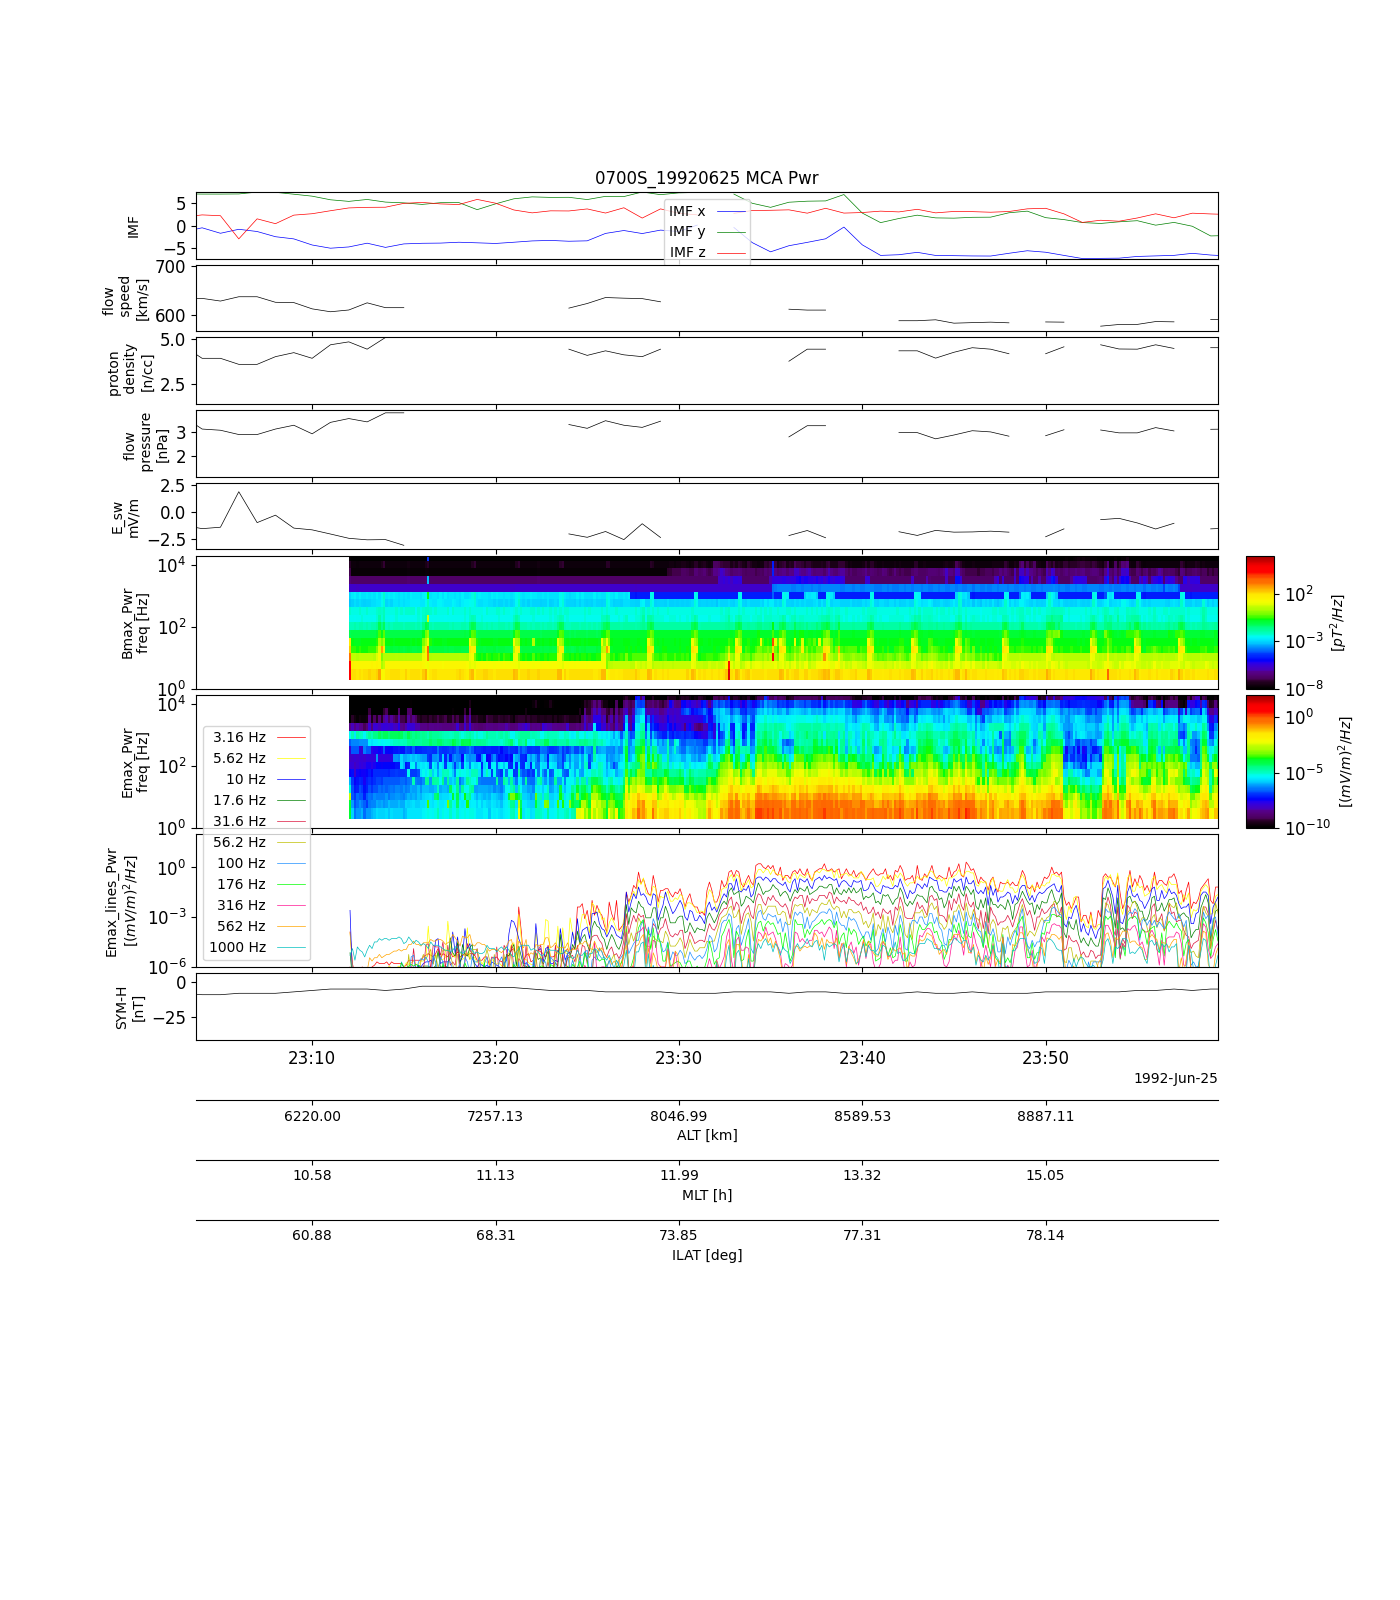 0700S_19920625 MCA Pwr
IMF
5
0
−5
IMF x
IMF y
IMF z
flow
speed
[km/s]
700
600
proton
density
[n/cc]
5.0
2.5
flow
pressure
[nPa]
3
2
E_sw
mV/m
2.5
0.0
−2.5
Bmax_Pwr
freq [Hz]
10^4
10^2
10^0
10^2
10^−3
10^−8
[pT^2/Hz]
Emax_Pwr
freq [Hz]
10^4
10^2
10^0
10^0
10^−5
10^−10
[(mV/m)^2/Hz]
3.16 Hz
5.62 Hz
10 Hz
17.6 Hz
31.6 Hz
56.2 Hz
100 Hz
176 Hz
316 Hz
562 Hz
1000 Hz
Emax_lines_Pwr
[(mV/m)^2/Hz]
10^0
10^−3
10^−6
SYM-H
[nT]
0
−25
23:10 23:20 23:30 23:40 23:50
1992-Jun-25
6220.00 7257.13 8046.99 8589.53 8887.11
ALT [km]
10.58 11.13 11.99 13.32 15.05
MLT [h]
60.88 68.31 73.85 77.31 78.14
ILAT [deg]